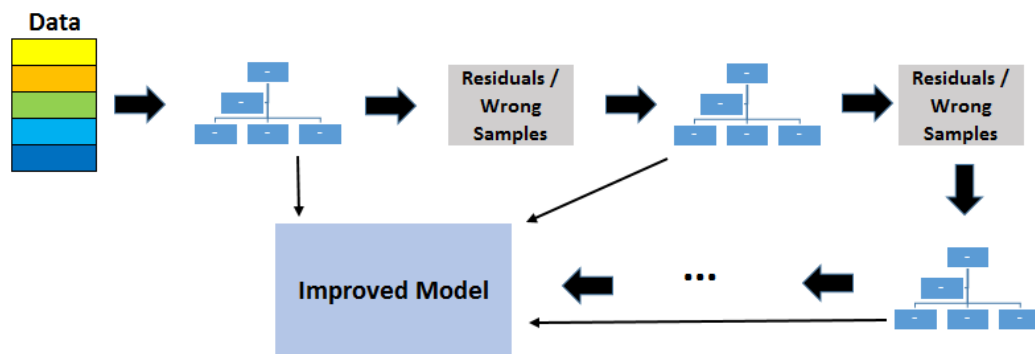 Data
-
-
- - -
Residuals /
Wrong
Samples
-
-
- - -
Residuals /
Wrong
Samples
Improved Model
...
-
-
- - -